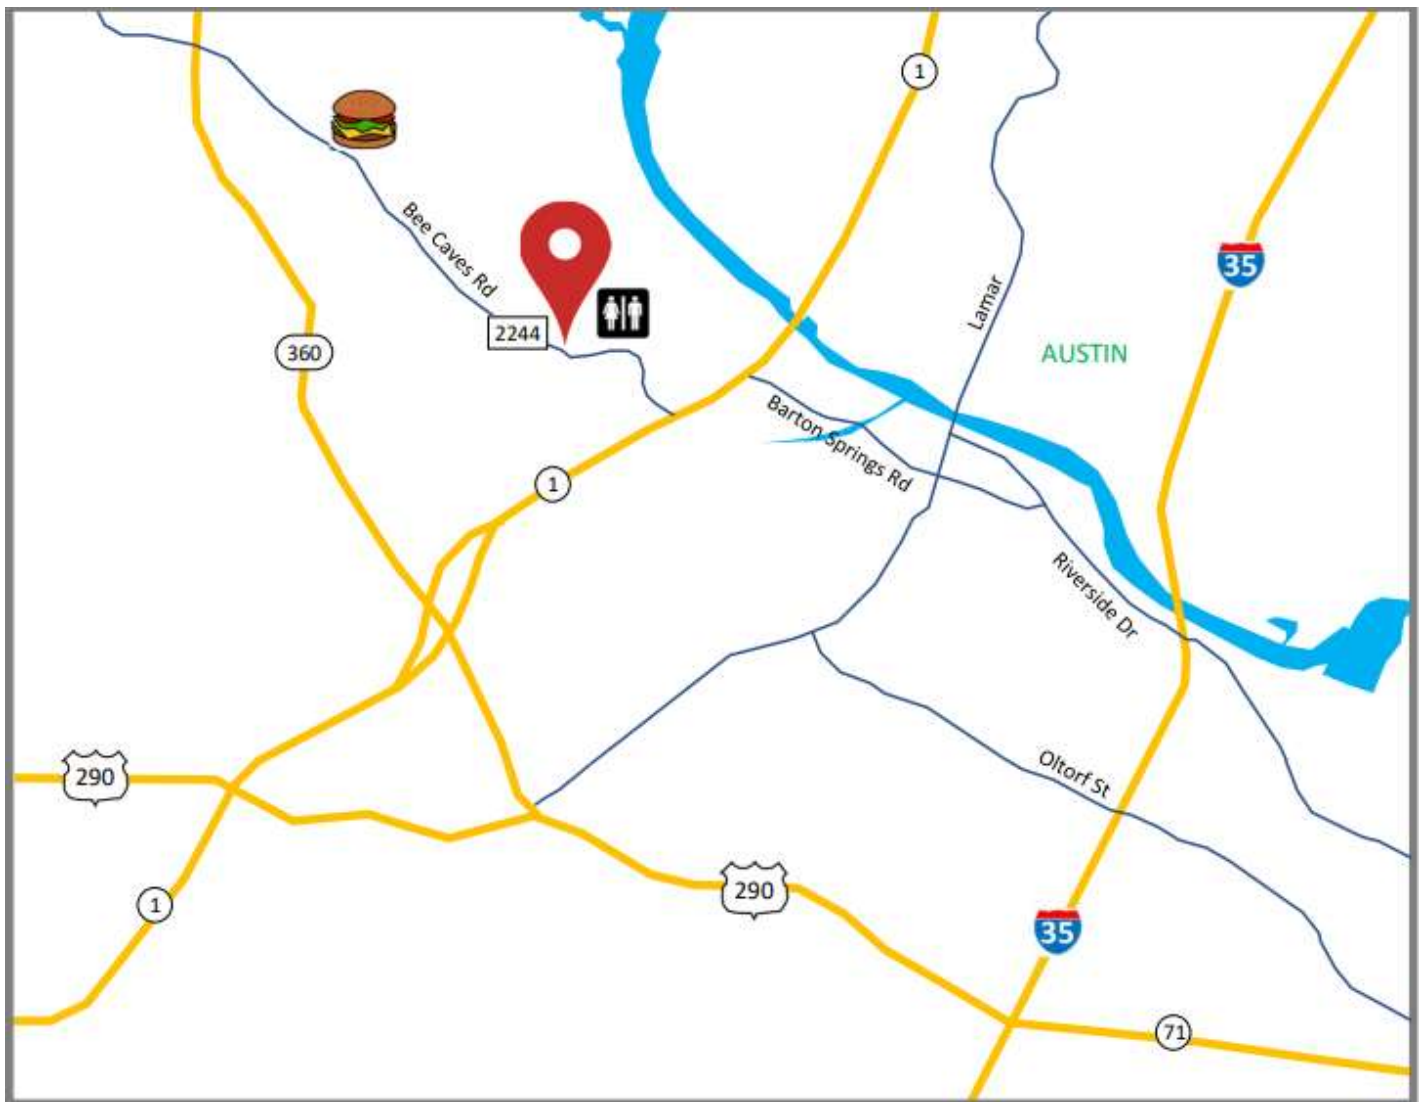 1
35
Bee Caves Rd
Lamar
2244
360
AUSTIN
Barton Springs Rd
1
Riverside Dr
290
Oltorf St
290
1
35
71